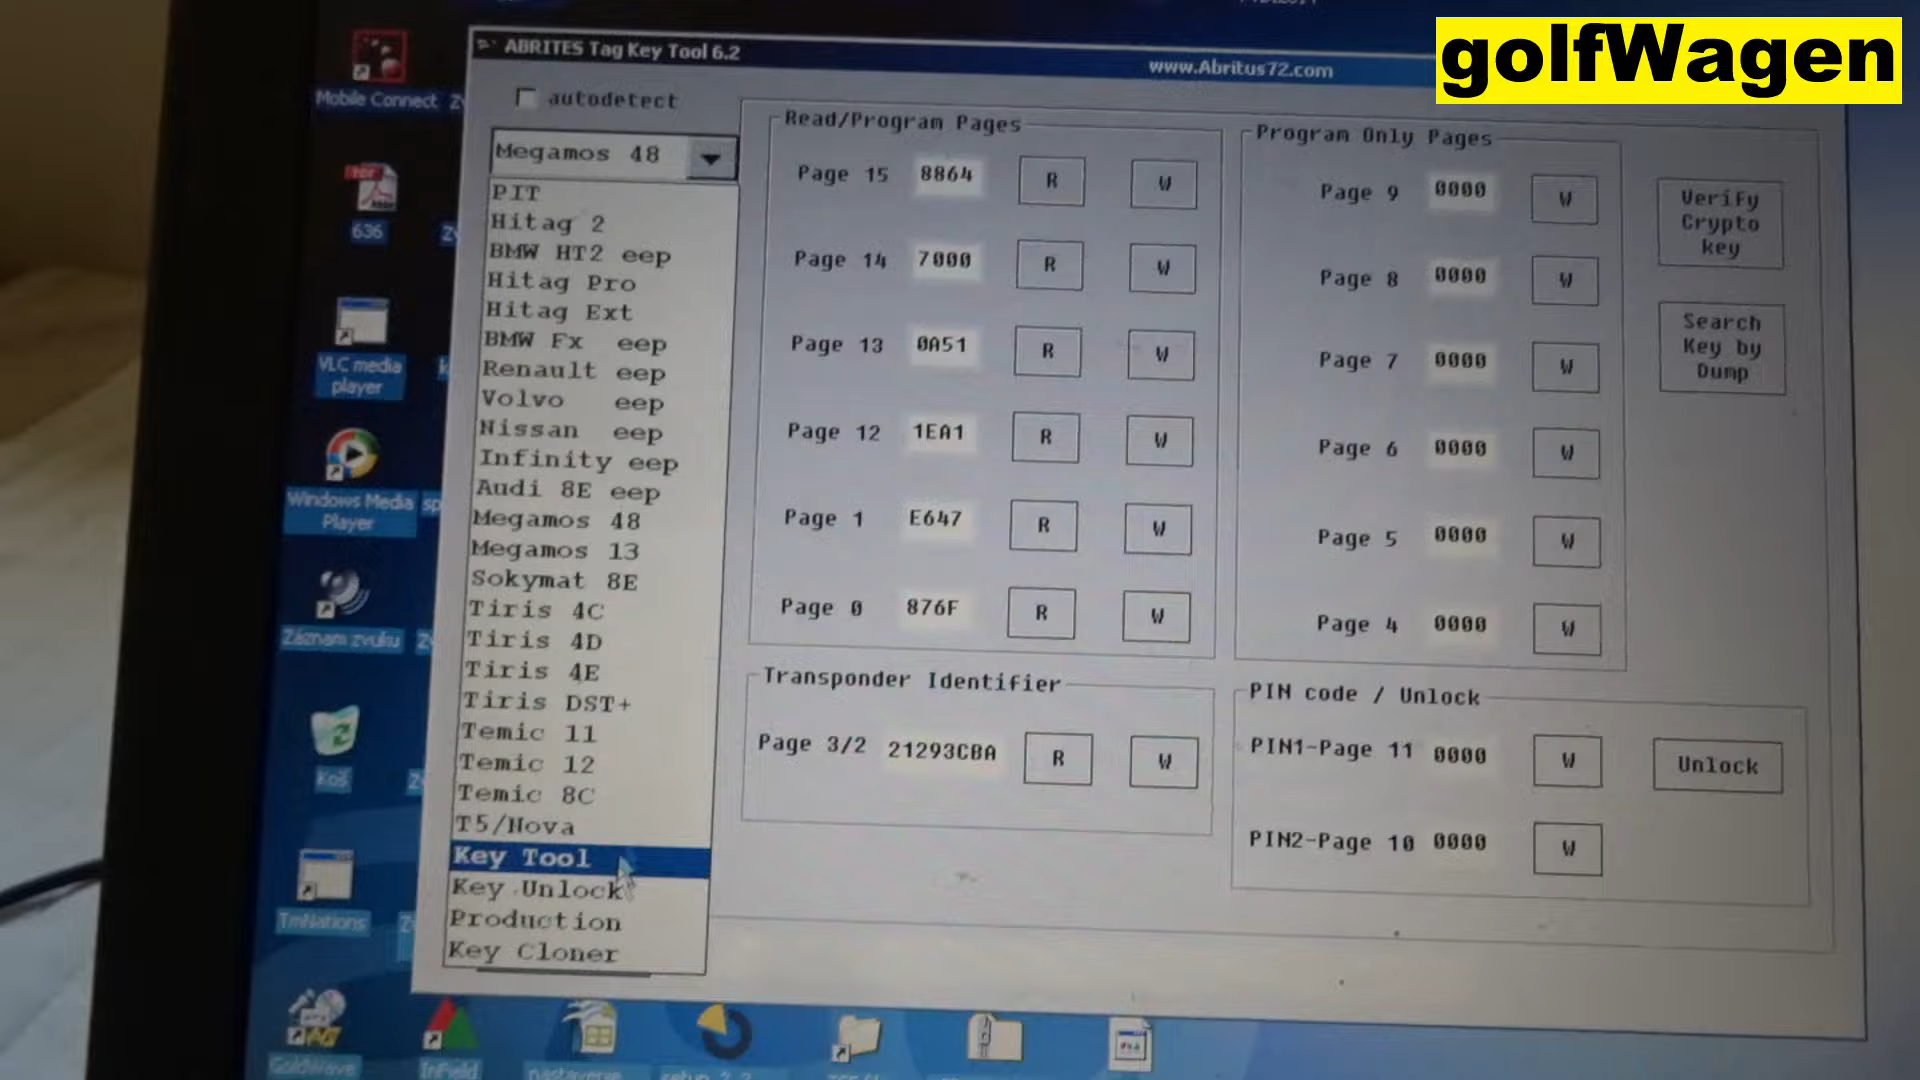 golfWagen
ABRITES Tag Key Tool 6.2
www.Abritus72.com
autodetect
Megamos 48
PIT
Hitag 2
BMW HT2 eep
Hitag Pro
Hitag Ext
BMW Fx eep
Renault eep
Volvo eep
Nissan eep
Infinity eep
Audi 8E eep
Megamos 48
Megamos 13
Sokymat 8E
Tiris 4C
Tiris 4D
Tiris 4E
Tiris DST+
Temic 11
Temic 12
Temic 8C
T5/Nova
Key Tool
Key Unlock
Production
Key Cloner
Read/Program Pages
Page 15 8864 R W
Page 14 7000 R W
Page 13 0A51 R W
Page 12 1EA1 R W
Page 1 E647 R W
Page 0 876F R W
Transponder Identifier
Page 3/2 21293CBA R W
Program Only Pages
Page 9 0000 W
Page 8 0000 W
Page 7 0000 W
Page 6 0000 W
Page 5 0000 W
Page 4 0000 W
Verify
Crypto
key
Search
Key by
Dump
PIN code / Unlock
PIN1-Page 11 0000 W
Unlock
PIN2-Page 10 0000 W
Mobile Connect
PDF
636
VLC media
player
Windows Media
Player
Záznam zvuku
Koš
TmNations
GoldWave
InField
nastavenie